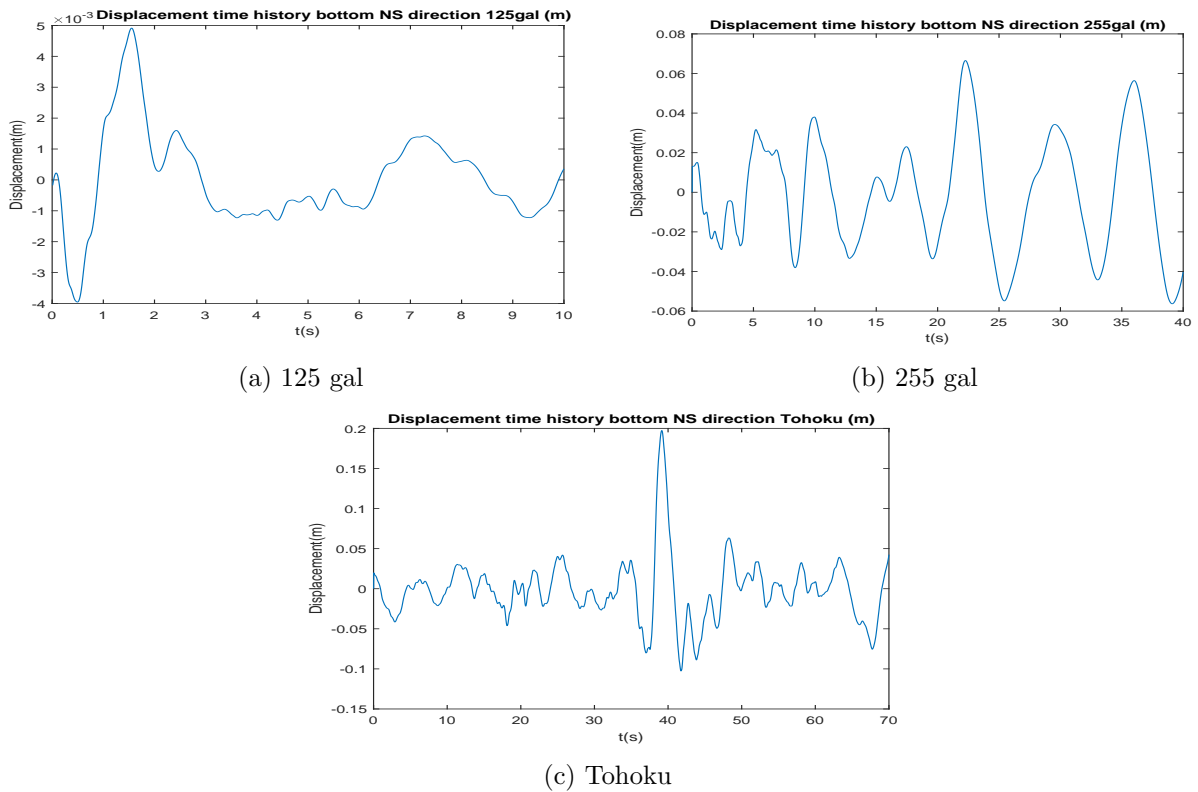 ×10⁻³ Displacement time history bottom NS direction 125gal (m)
5
4
3
2
1
0
-1
-2
-3
-4
Displacement(m)
0 1 2 3 4 5 6 7 8 9 10
t(s)
(a) 125 gal
Displacement time history bottom NS direction 255gal (m)
0.08
0.06
0.04
0.02
0
-0.02
-0.04
-0.06
Displacement(m)
0 5 10 15 20 25 30 35 40
t(s)
(b) 255 gal
Displacement time history bottom NS direction Tohoku (m)
0.2
0.15
0.1
0.05
0
-0.05
-0.1
-0.15
Displacement(m)
0 10 20 30 40 50 60 70
t(s)
(c) Tohoku